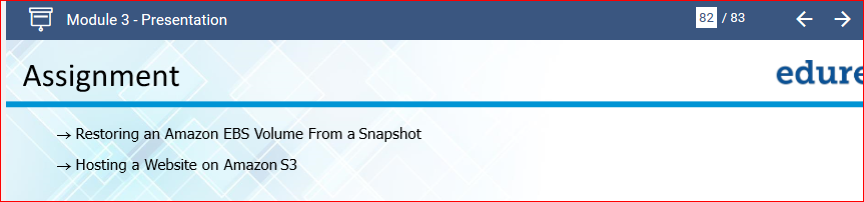 Module 3 - Presentation
82 / 83
Assignment
→ Restoring an Amazon EBS Volume From a Snapshot
→ Hosting a Website on Amazon S3